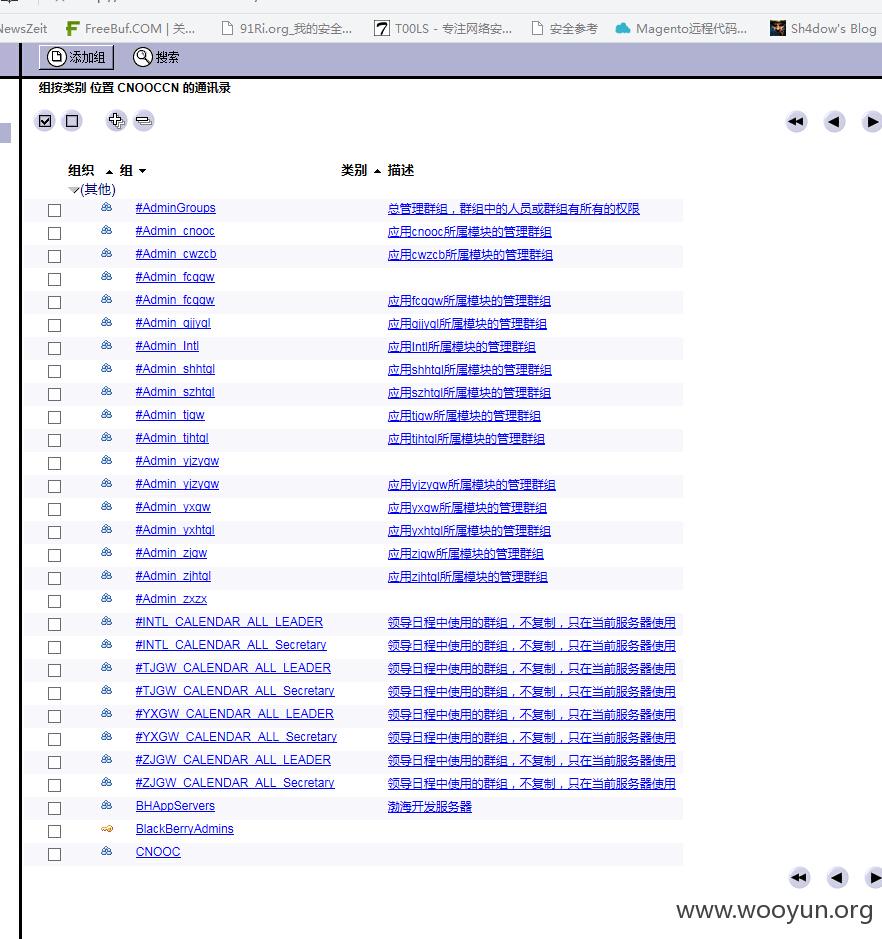 NewsZeit FreeBuf.COM | 关... 91Ri.org_我的安全... T00LS - 专注网络安... 安全参考 Magento远程代码... Sh4dow's Blog
添加组 搜索
组按类别 位置 CNOOCCN 的通讯录
组织 组 类别 描述
(其他)
#AdminGroups 总管理群组，群组中的人员或群组有所有的权限
#Admin_cnooc 应用cnooc所属模块的管理群组
#Admin_cwzcb 应用cwzcb所属模块的管理群组
#Admin_fcgqw
#Admin_fcgqw 应用fcgqw所属模块的管理群组
#Admin_gjjygl 应用gjjygl所属模块的管理群组
#Admin_Intl 应用Intl所属模块的管理群组
#Admin_shhtgl 应用shhtgl所属模块的管理群组
#Admin_szhtgl 应用szhtgl所属模块的管理群组
#Admin_tjgw 应用tjgw所属模块的管理群组
#Admin_tjhtgl 应用tjhtgl所属模块的管理群组
#Admin_yjzygw
#Admin_yjzygw 应用yjzygw所属模块的管理群组
#Admin_yxgw 应用yxgw所属模块的管理群组
#Admin_yxhtgl 应用yxhtgl所属模块的管理群组
#Admin_zjgw 应用zjgw所属模块的管理群组
#Admin_zjhtgl 应用zjhtgl所属模块的管理群组
#Admin_zxzx
#INTL_CALENDAR_ALL_LEADER 领导日程中使用的群组，不复制，只在当前服务器使用
#INTL_CALENDAR_ALL_Secretary 领导日程中使用的群组，不复制，只在当前服务器使用
#TJGW_CALENDAR_ALL_LEADER 领导日程中使用的群组，不复制，只在当前服务器使用
#TJGW_CALENDAR_ALL_Secretary 领导日程中使用的群组，不复制，只在当前服务器使用
#YXGW_CALENDAR_ALL_LEADER 领导日程中使用的群组，不复制，只在当前服务器使用
#YXGW_CALENDAR_ALL_Secretary 领导日程中使用的群组，不复制，只在当前服务器使用
#ZJGW_CALENDAR_ALL_LEADER 领导日程中使用的群组，不复制，只在当前服务器使用
#ZJGW_CALENDAR_ALL_Secretary 领导日程中使用的群组，不复制，只在当前服务器使用
BHAppServers 渤海开发服务器
BlackBerryAdmins
CNOOC
www.wooyun.org